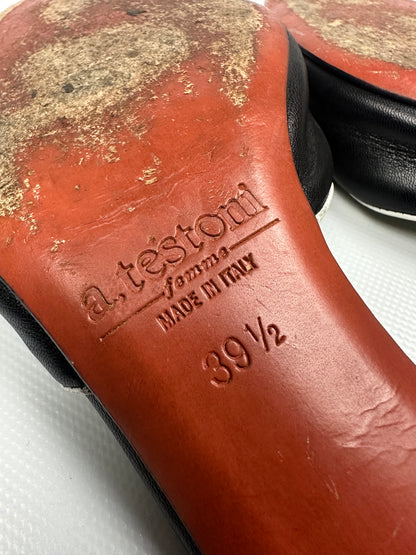 a. testoni
femme
MADE IN ITALY
39 1/2